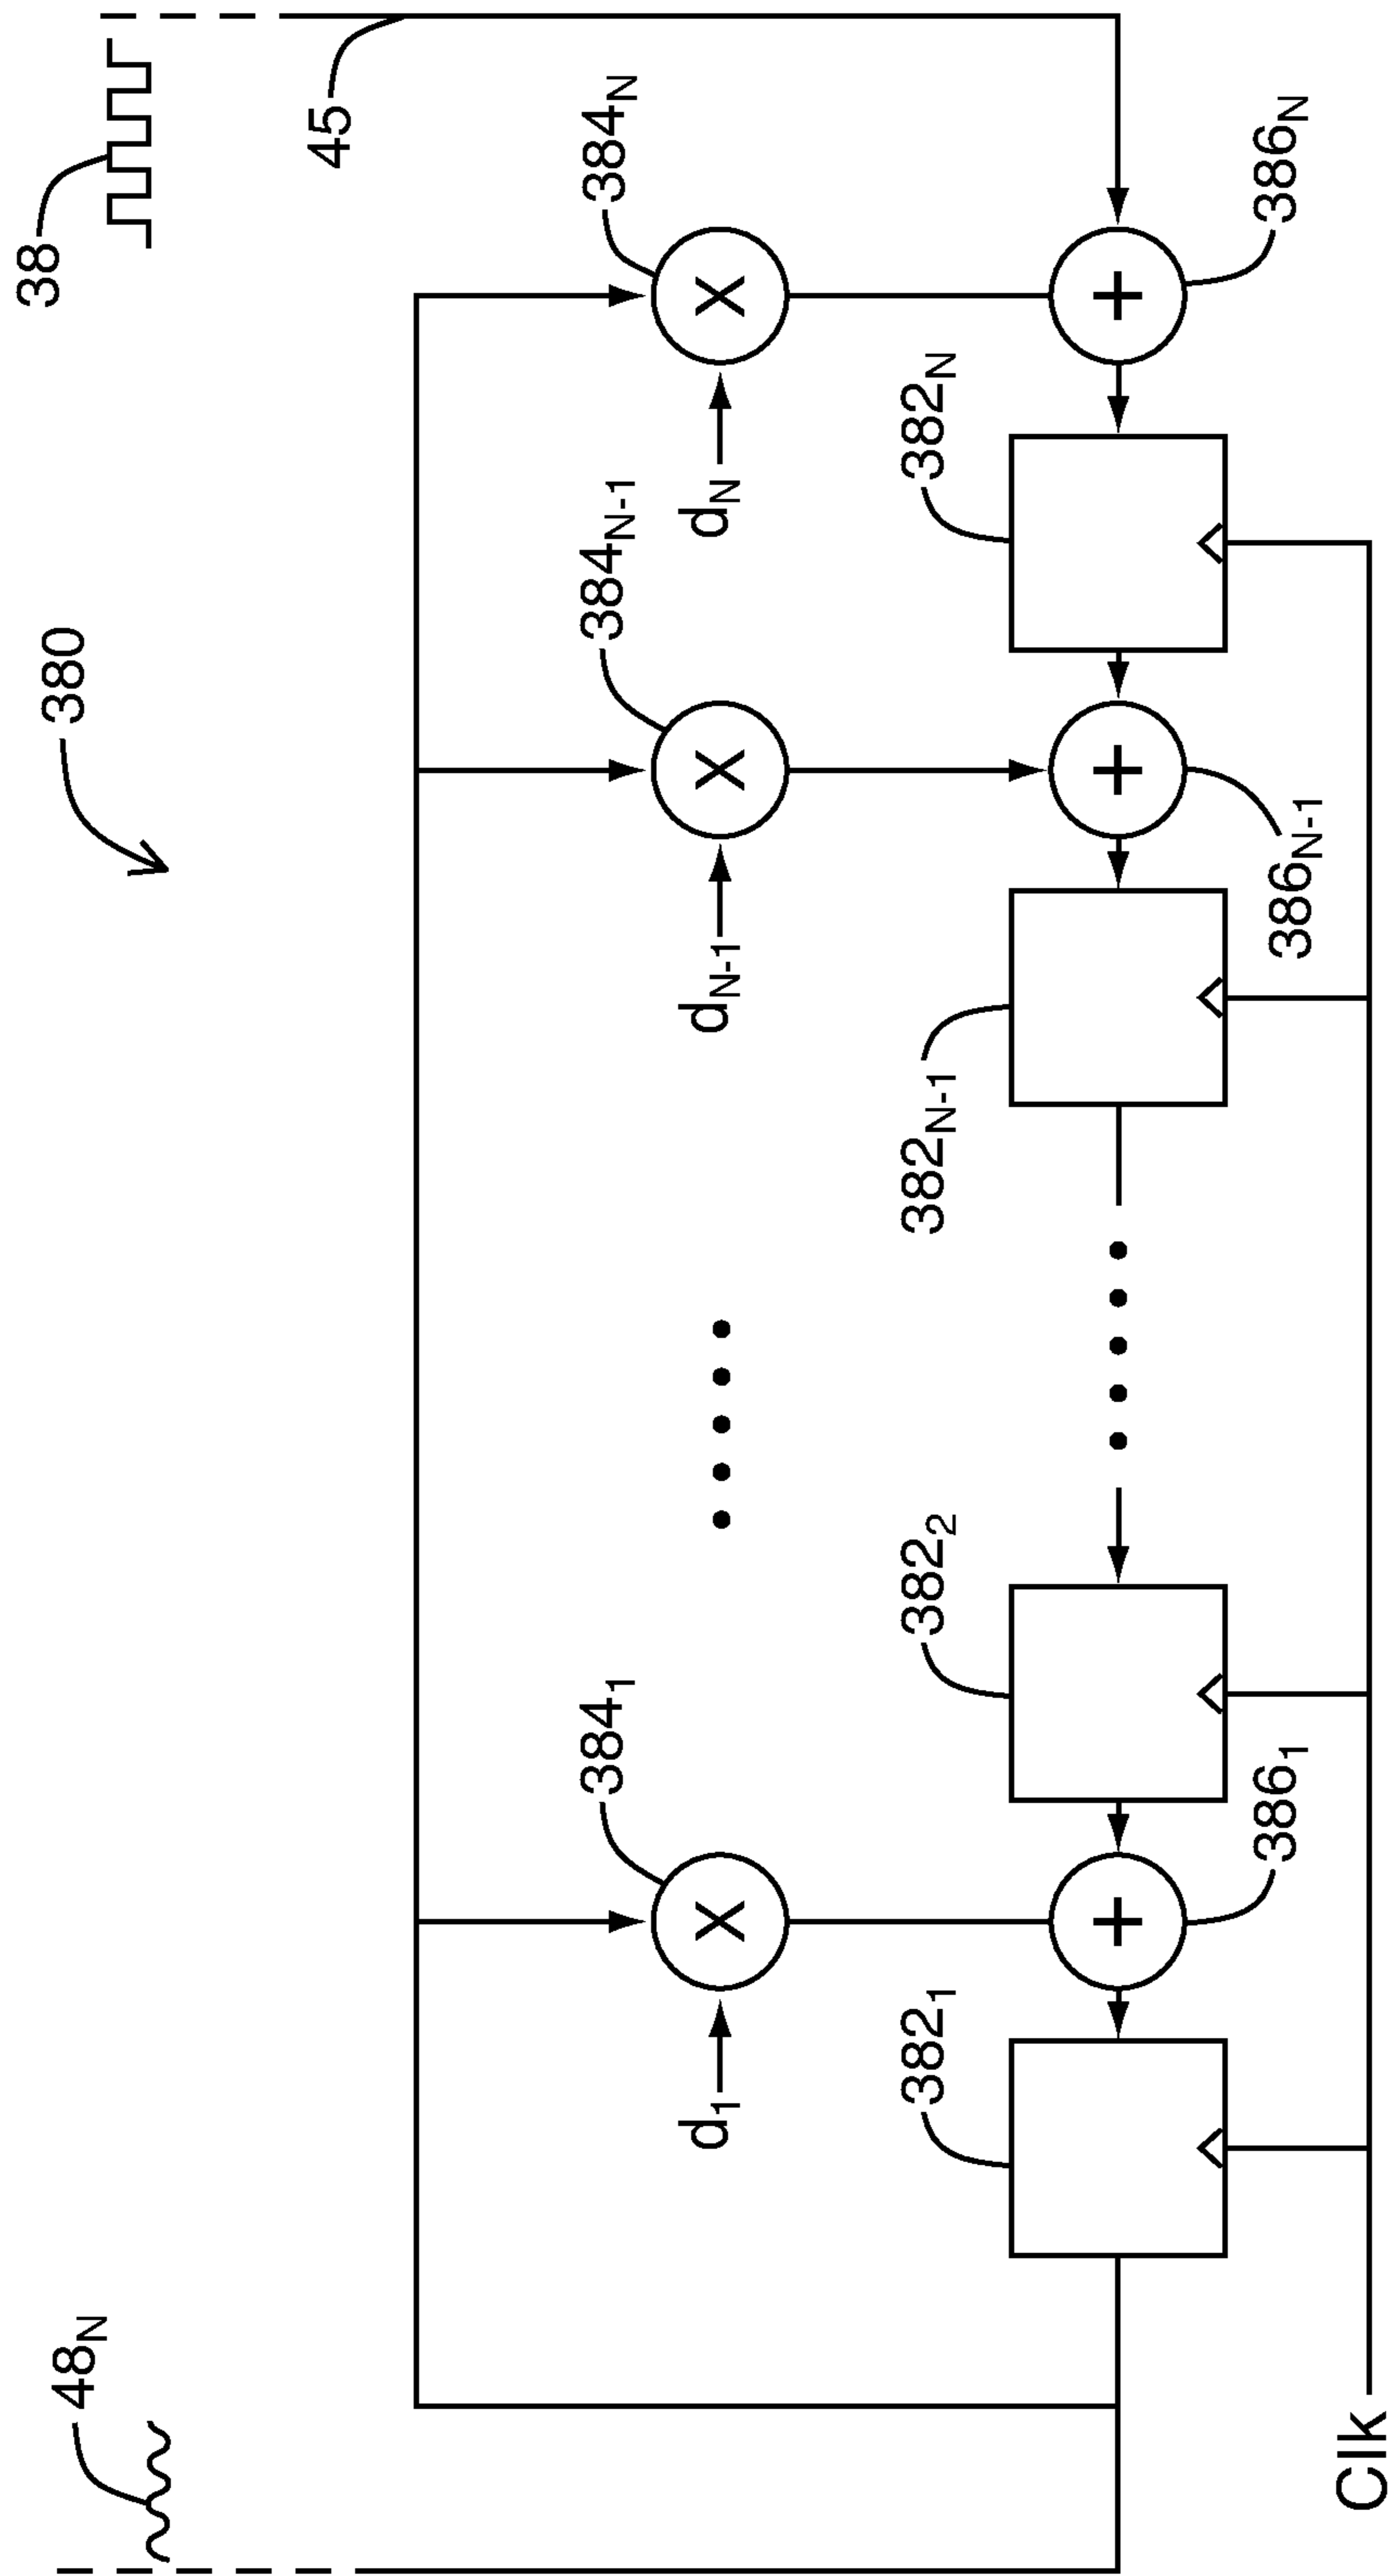 380
48N
38
45
3841
384N-1
384N
d1
dN-1
dN
3821
3822
382N-1
382N
3861
386N-1
386N
X
X
X
+
+
+
Clk